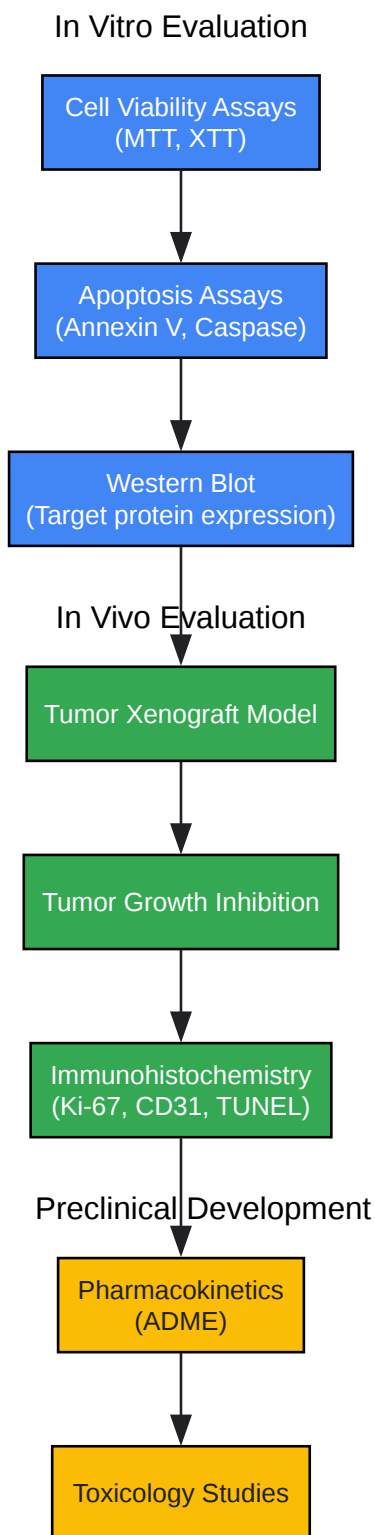 In Vitro Evaluation
Cell Viability Assays
(MTT, XTT)
Apoptosis Assays
(Annexin V, Caspase)
Western Blot
(Target protein expression)
In Vivo Evaluation
Tumor Xenograft Model
Tumor Growth Inhibition
Immunohistochemistry
(Ki-67, CD31, TUNEL)
Preclinical Development
Pharmacokinetics
(ADME)
Toxicology Studies